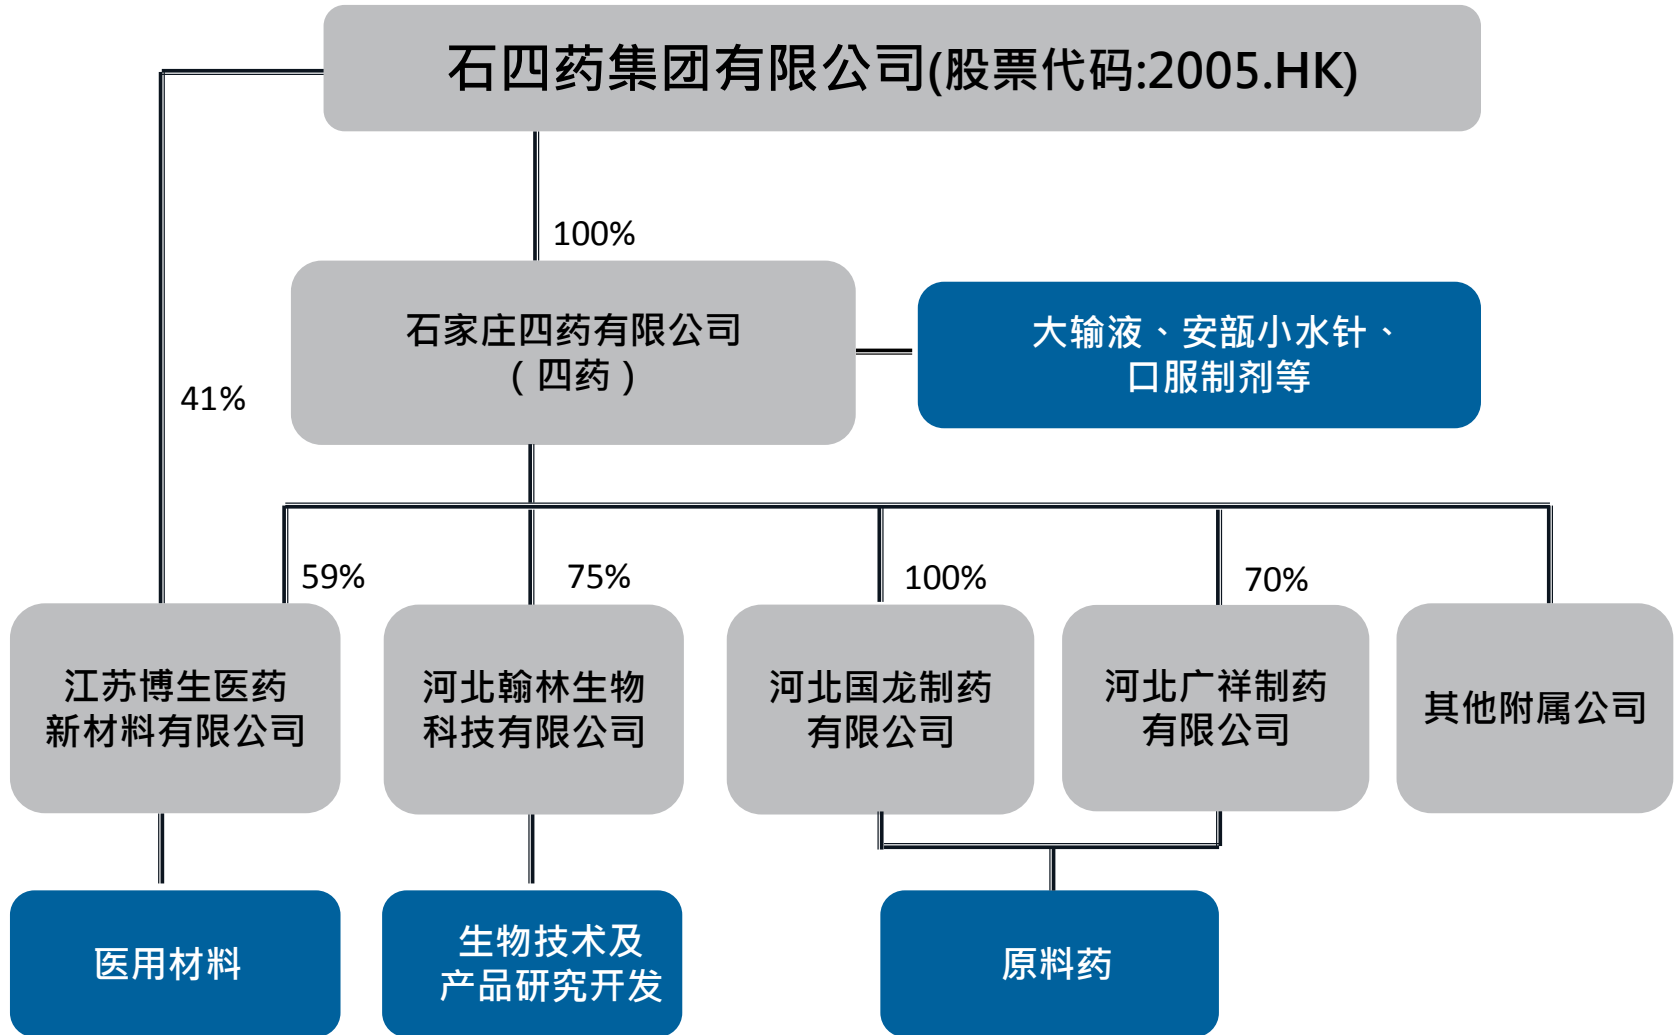 石四药集团有限公司(股票代码:2005.HK)
100%
石家庄四药有限公司
(四药)
大输液、安瓿小水针、
口服制剂等
41%
59%
75%
100%
70%
江苏博生医药
新材料有限公司
河北翰林生物
科技有限公司
河北国龙制药
有限公司
河北广祥制药
有限公司
其他附属公司
医用材料
生物技术及
产品研究开发
原料药